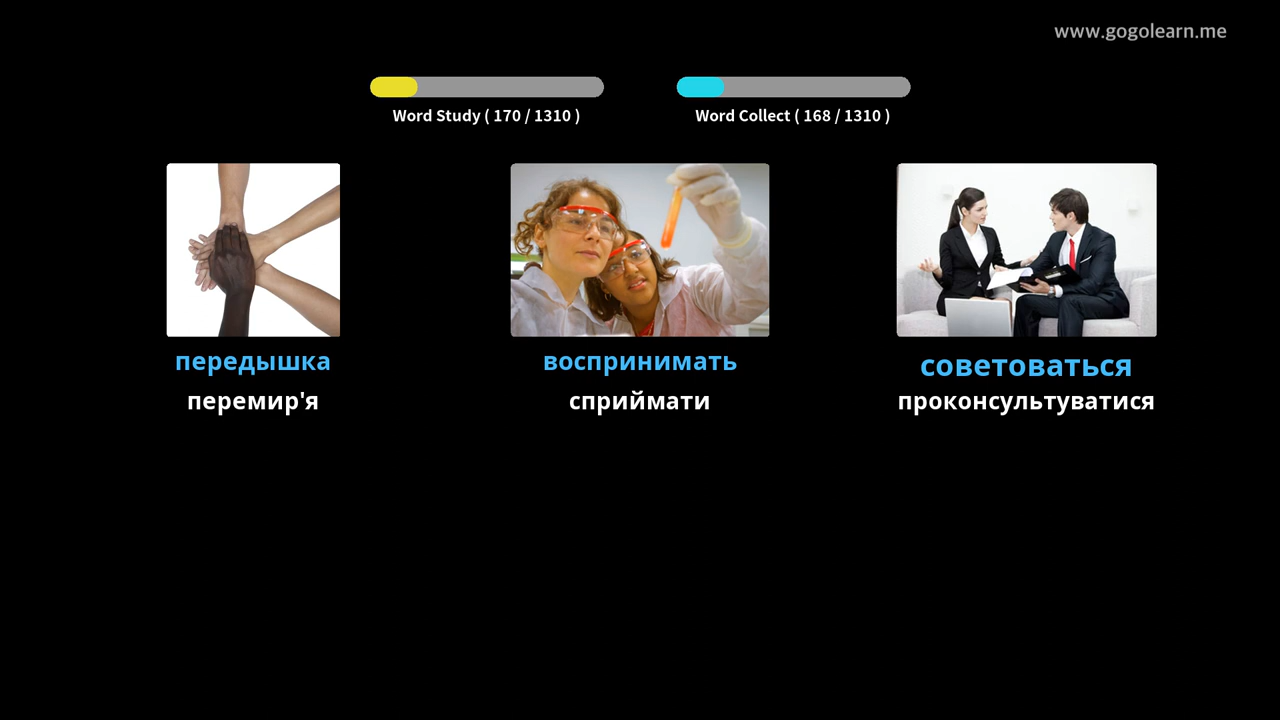 www.gogolearn.me
Word Study ( 170 / 1310 )
Word Collect ( 168 / 1310 )
передышка
воспринимать
советоваться
перемир'я
сприймати
проконсультуватися